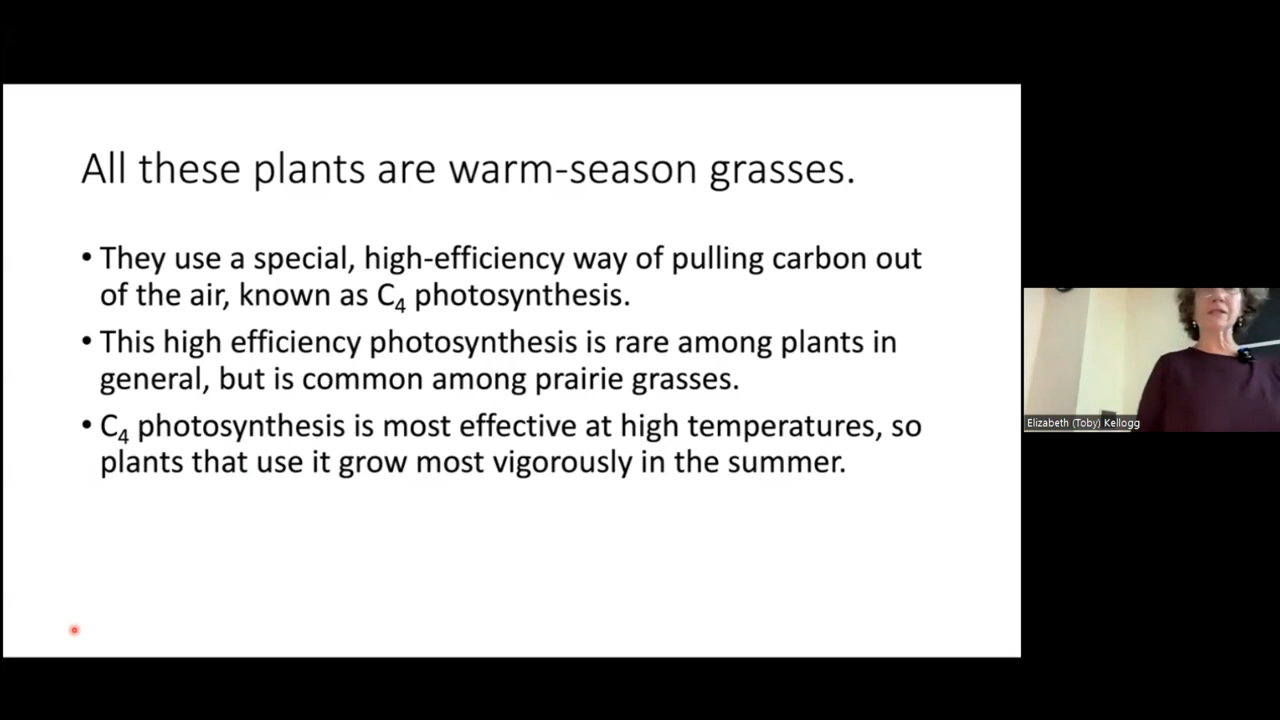 All these plants are warm-season grasses.
• They use a special, high-efficiency way of pulling carbon out
of the air, known as C₄ photosynthesis.
• This high efficiency photosynthesis is rare among plants in
general, but is common among prairie grasses.
• C₄ photosynthesis is most effective at high temperatures, so
plants that use it grow most vigorously in the summer.
Elizabeth (Toby) Kellogg